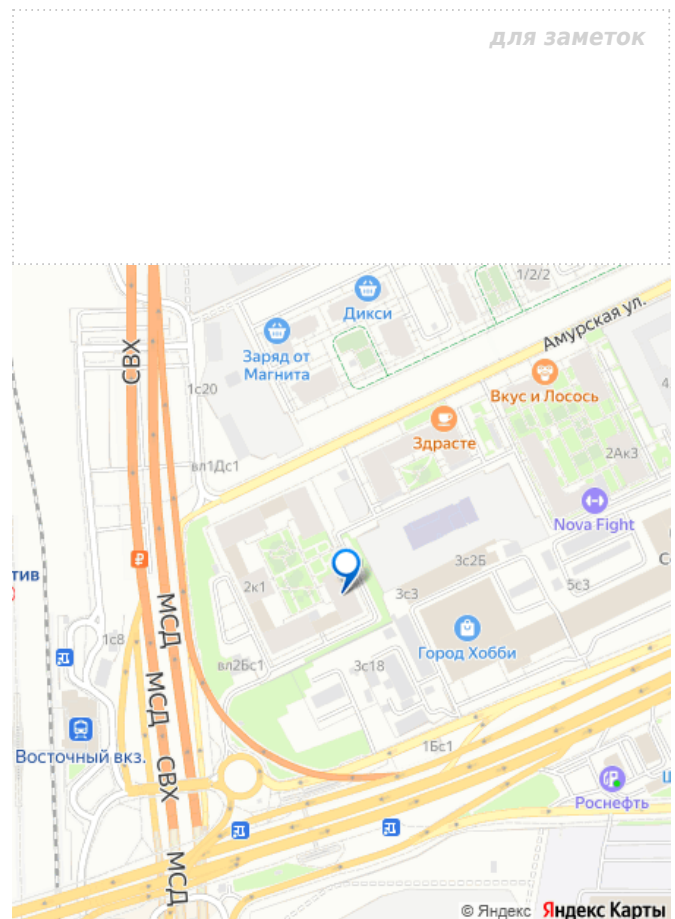 для заметок
1/2/2
Дикси
Амурская ул.
СВХ
Заряд от
Магнита
1с20
Вкус и Лосось
4
Здрасте
вл1Дс1
2Ак3
Nova Fight
3с2Б
С
тив
2к1
3с3
5с3
МСД
1с8
Город Хобби
вл2Бс1
3с18
МСД
1Бс1
Восточный вкз.
СВХ
Роснефть
МСД
© Яндекс Яндекс Карты